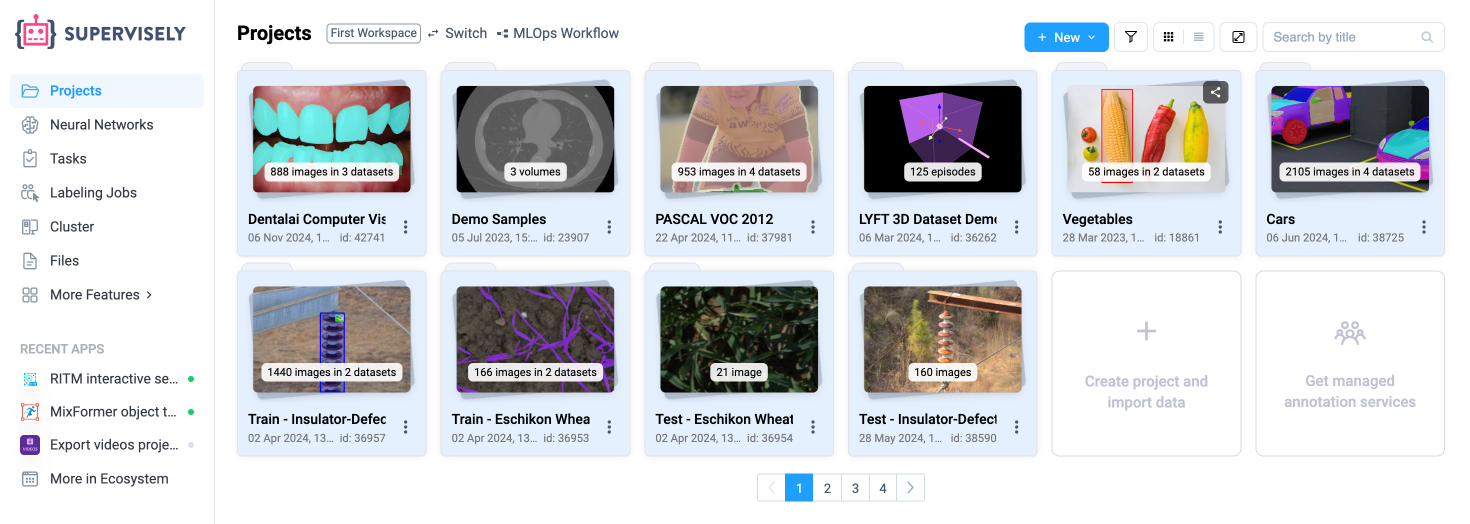 SUPERVISELY
Projects
Neural Networks
Tasks
Labeling Jobs
Cluster
Files
More Features
RECENT APPS
RITM interactive se...
MixFormer object t...
Export videos proje...
More in Ecosystem
Projects First Workspace Switch MLOps Workflow
+ New
Search by title
888 images in 3 datasets
Dentalai Computer Vis
06 Nov 2024, 1... id: 42741
3 volumes
Demo Samples
05 Jul 2023, 15:... id: 23907
953 images in 4 datasets
PASCAL VOC 2012
22 Apr 2024, 11... id: 37981
125 episodes
LYFT 3D Dataset Dem
06 Mar 2024, 1... id: 36262
58 images in 2 datasets
Vegetables
28 Mar 2023, 1... id: 18861
2105 images in 4 datasets
Cars
06 Jun 2024, 1... id: 38725
1440 images in 2 datasets
Train - Insulator-Defec
02 Apr 2024, 13... id: 36957
166 images in 2 datasets
Train - Eschikon Whea
02 Apr 2024, 13... id: 36953
21 image
Test - Eschikon Wheat
02 Apr 2024, 13... id: 36954
160 images
Test - Insulator-Defect
28 May 2024, 1... id: 38590
Create project and
import data
Get managed
annotation services
1 2 3 4